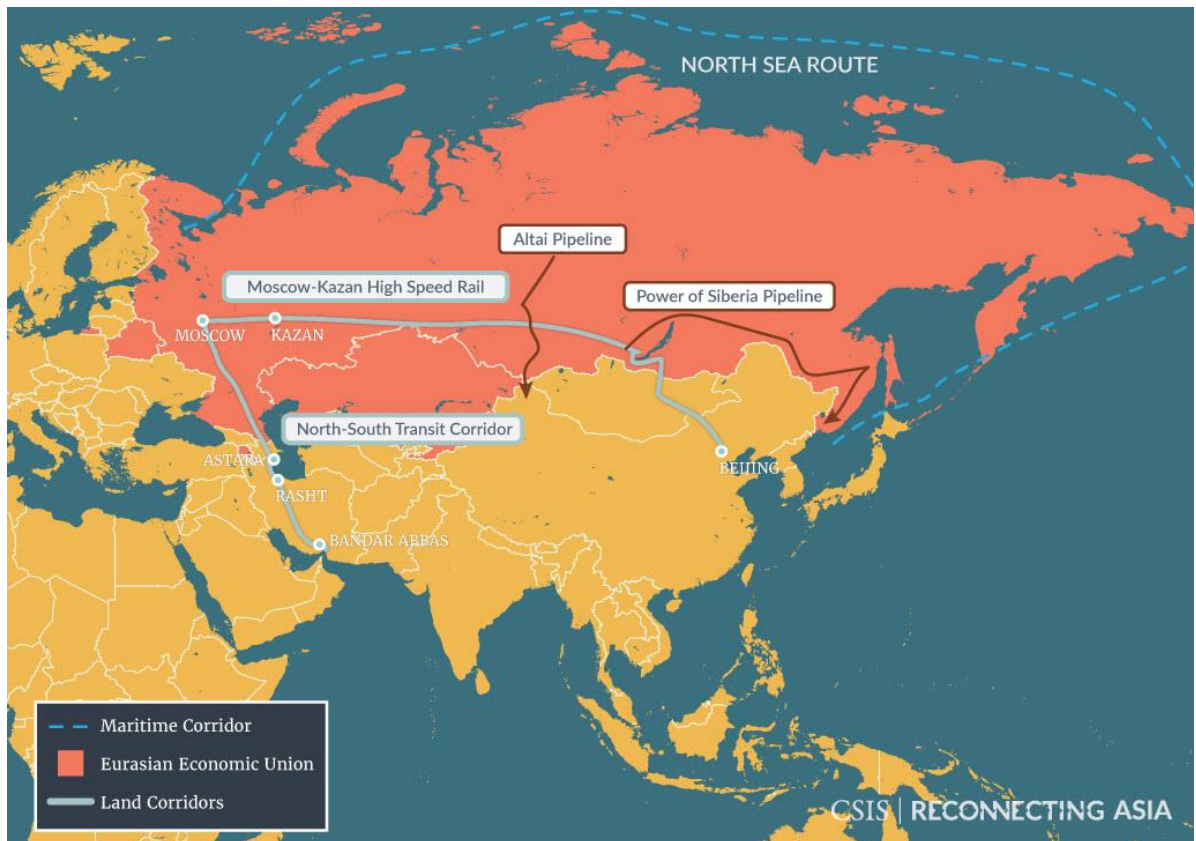 NORTH SEA ROUTE
Altai Pipeline
Moscow-Kazan High Speed Rail
Power of Siberia Pipeline
MOSCOW
KAZAN
North-South Transit Corridor
ASTARA
RASHT
BEIJING
BANDAR ABBAS
Maritime Corridor
Eurasian Economic Union
Land Corridors
CSIS | RECONNECTING ASIA